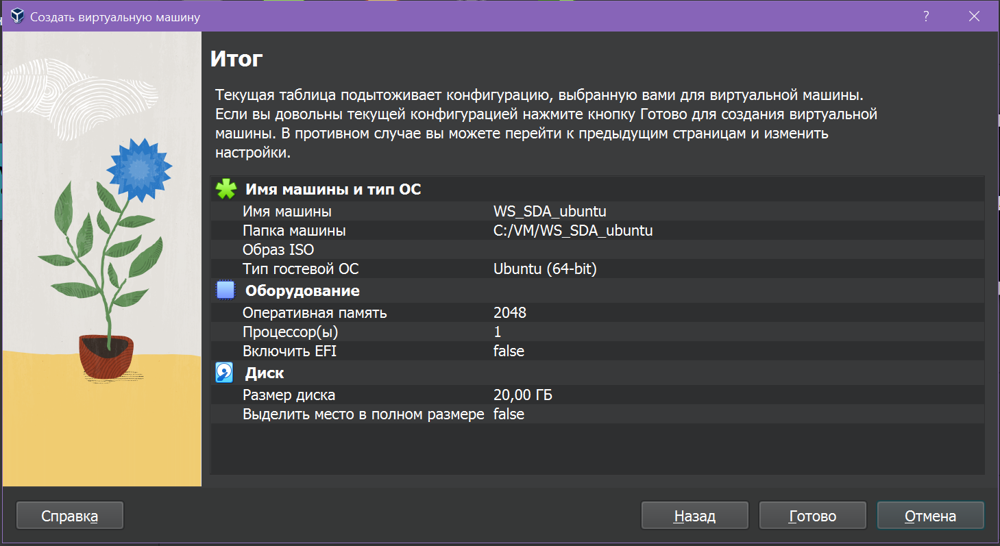 Создать виртуальную машину
?
Итог
Текущая таблица подытоживает конфигурацию, выбранную вами для виртуальной машины.
Если вы довольны текущей конфигурацией нажмите кнопку Готово для создания виртуальной
машины. В противном случае вы можете перейти к предыдущим страницам и изменить
настройки.
Имя машины и тип ОС
Имя машины WS_SDA_ubuntu
Папка машины C:/VM/WS_SDA_ubuntu
Образ ISO
Тип гостевой ОС Ubuntu (64-bit)
Оборудование
Оперативная память 2048
Процессор(ы) 1
Включить EFI false
Диск
Размер диска 20,00 ГБ
Выделить место в полном размере false
Справка Назад Готово Отмена